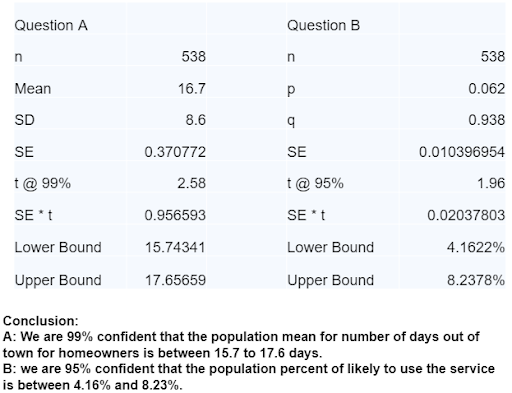 Question A Question B
n 538 n 538
Mean 16.7 p 0.062
SD 8.6 q 0.938
SE 0.370772 SE 0.010396954
t @ 99% 2.58 t @ 95% 1.96
SE * t 0.956593 SE * t 0.02037803
Lower Bound 15.74341 Lower Bound 4.1622%
Upper Bound 17.65659 Upper Bound 8.2378%
Conclusion:
A: We are 99% confident that the population mean for number of days out of
town for homeowners is between 15.7 to 17.6 days.
B: we are 95% confident that the population percent of likely to use the service
is between 4.16% and 8.23%.